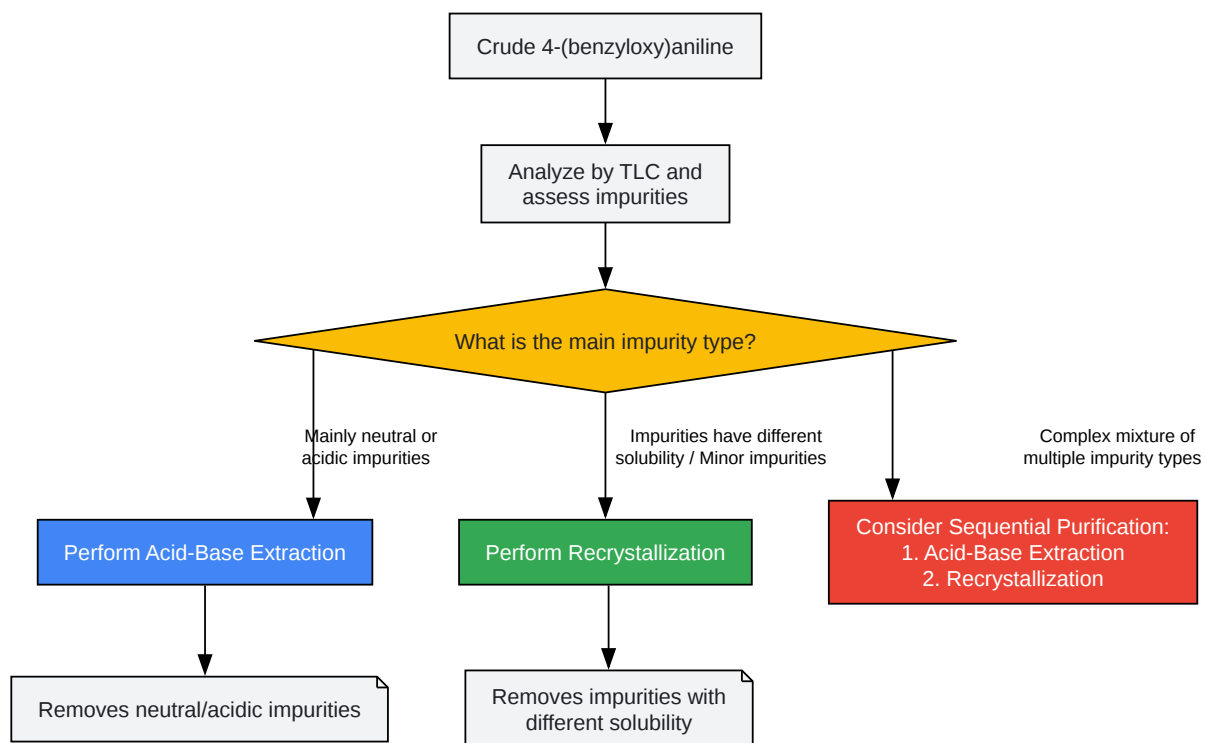 Crude 4-(benzyloxy)aniline
Analyze by TLC and
assess impurities
What is the main impurity type?
Mainly neutral or
acidic impurities
Impurities have different
solubility / Minor impurities
Complex mixture of
multiple impurity types
Perform Acid-Base Extraction
Perform Recrystallization
Consider Sequential Purification:
1. Acid-Base Extraction
2. Recrystallization
Removes neutral/acidic impurities
Removes impurities with
different solubility